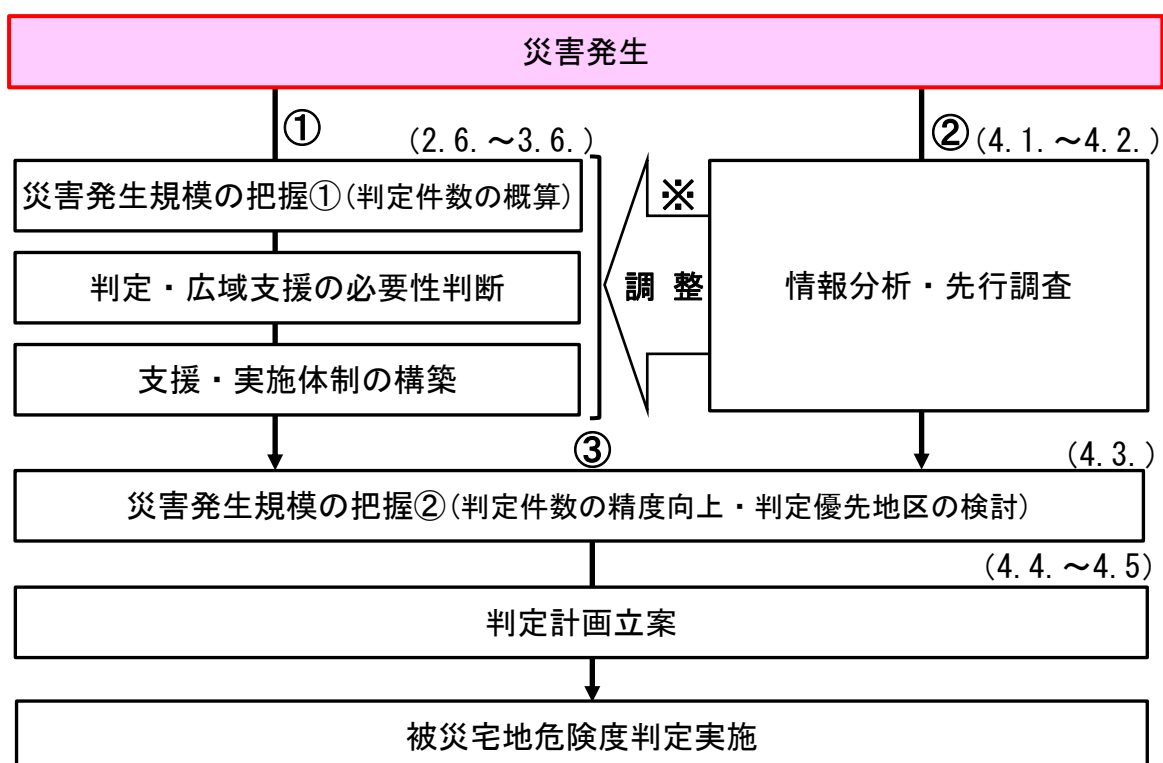 災害発生
①
(2.6.～3.6.)
②(4.1.～4.2.)
災害発生規模の把握①(判定件数の概算)
※
判定・広域支援の必要性判断
調 整
情報分析・先行調査
支援・実施体制の構築
③
(4.3.)
災害発生規模の把握②(判定件数の精度向上・判定優先地区の検討)
(4.4.～4.5)
判定計画立案
被災宅地危険度判定実施